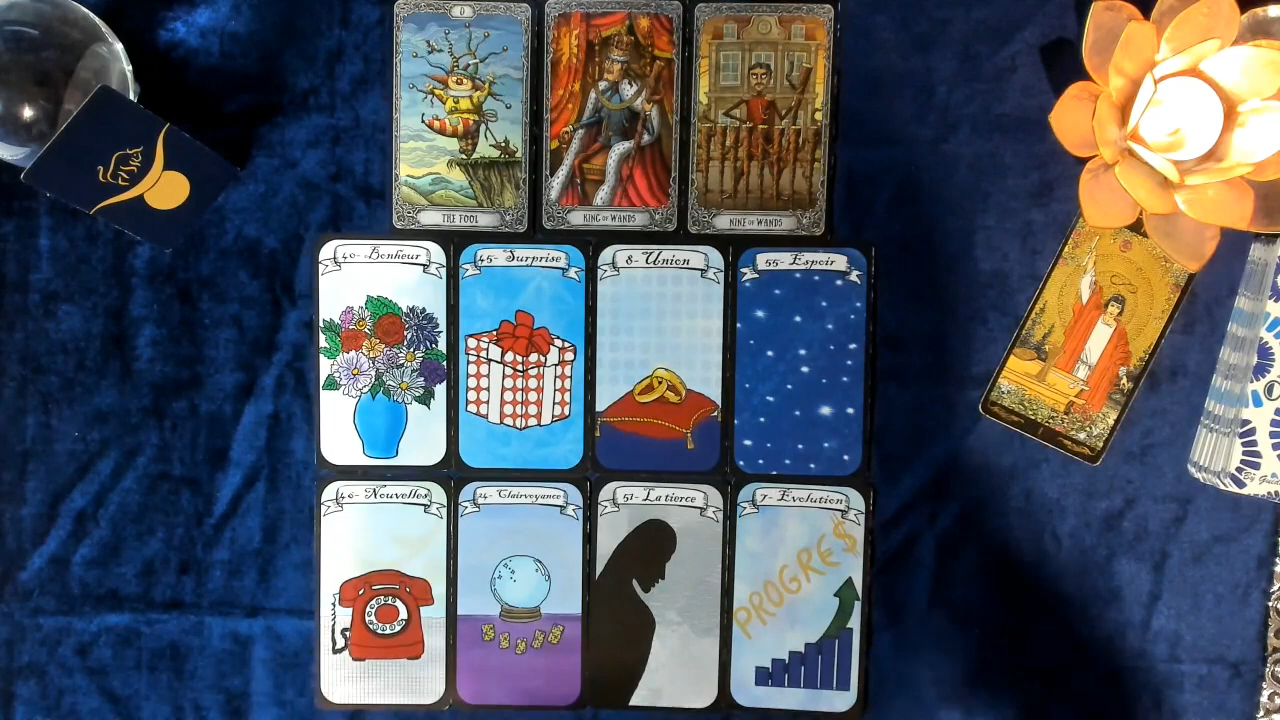 0
THE FOOL
KING OF WANDS
NINE OF WANDS
40- Bonheur
45- Surprise
8- Union
55- Espoir
46- Nouvelles
24- Clairvoyance
51- La tierce
7- Evolution
PROGRE$